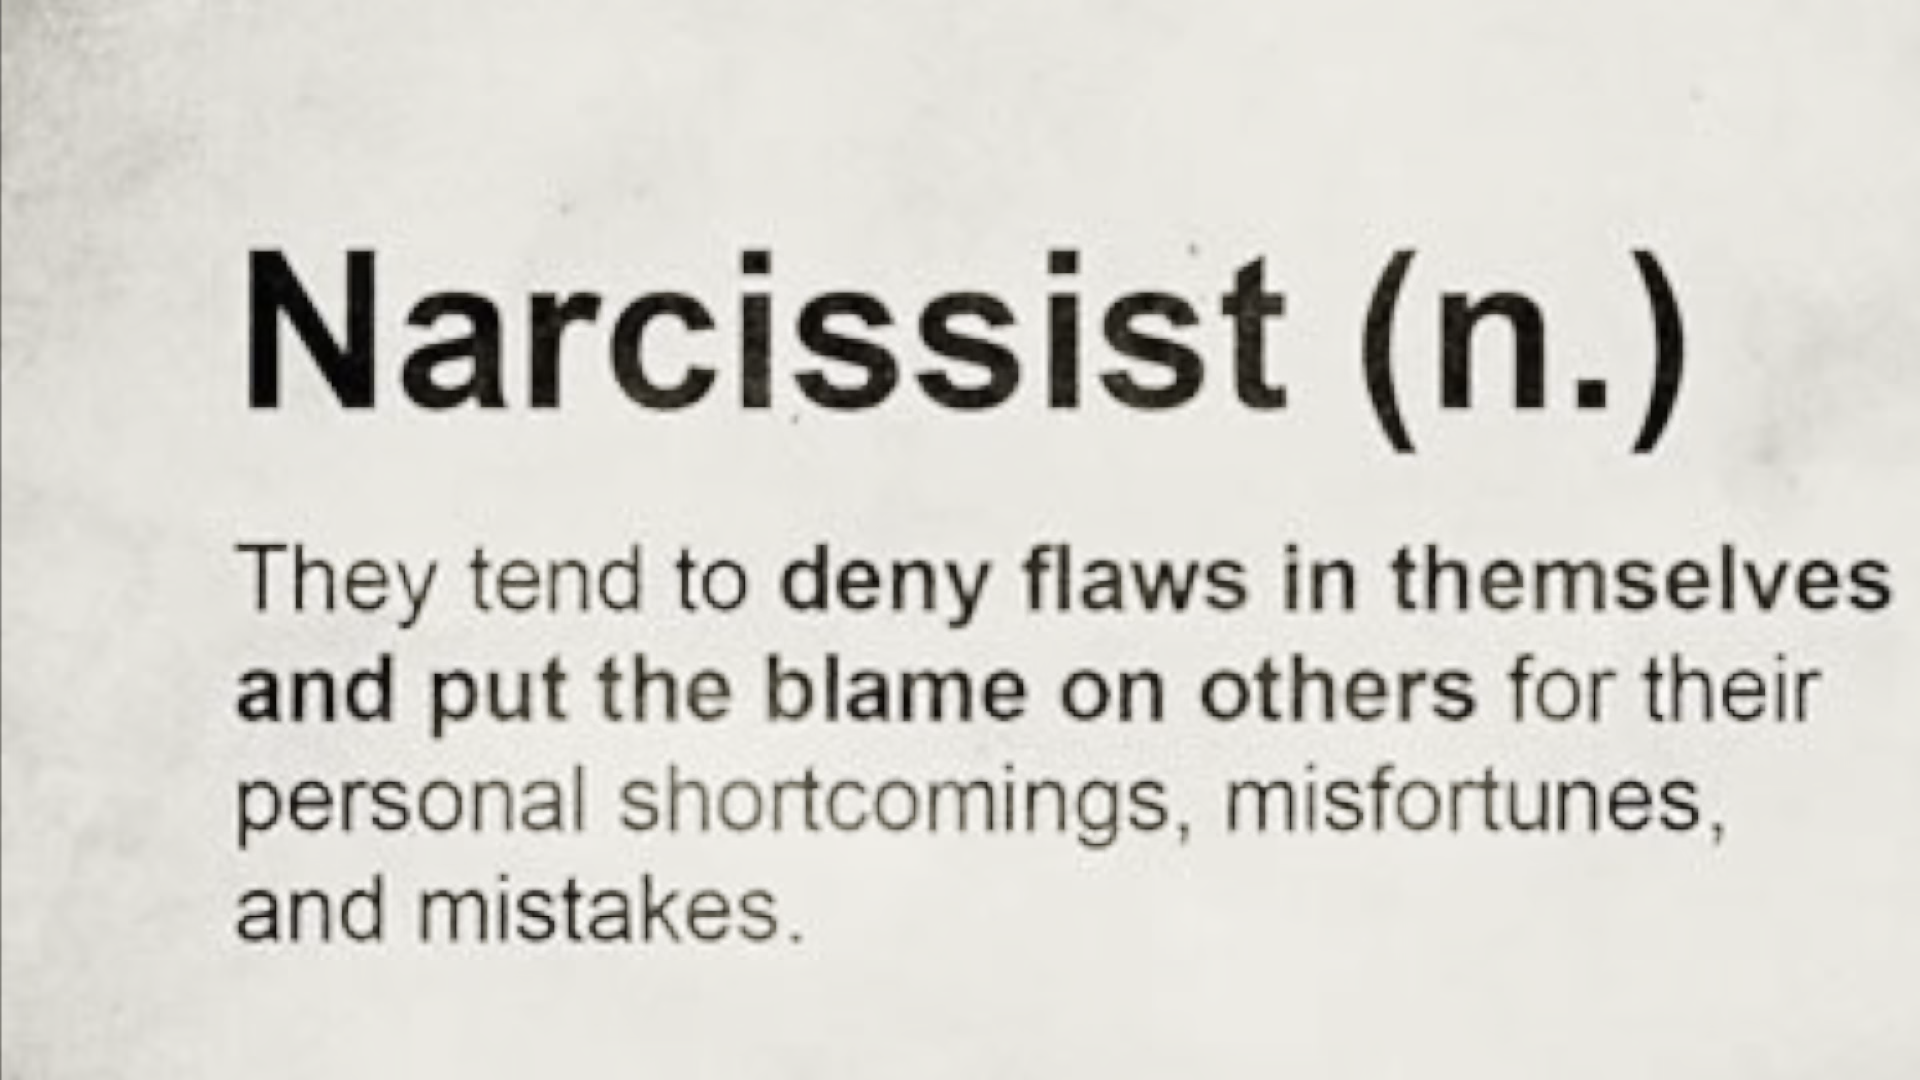 Narcissist (n.)
They tend to deny flaws in themselves
and put the blame on others for their
personal shortcomings, misfortunes,
and mistakes.